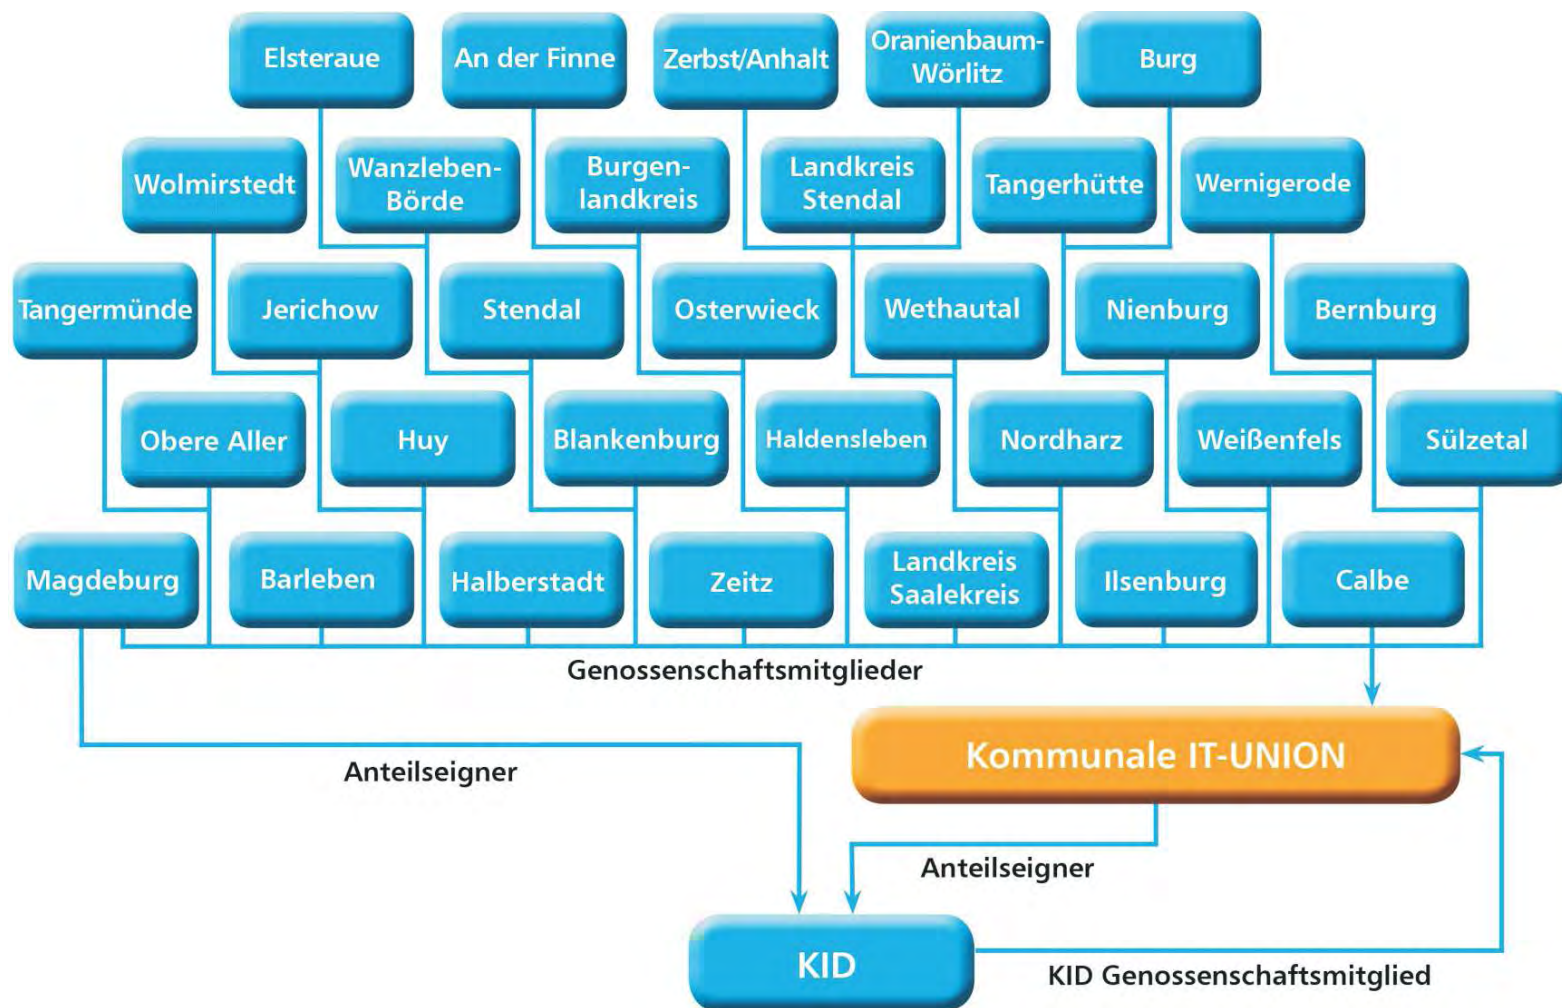 Elsteraue
An der Finne
Zerbst/Anhalt
Oranienbaum-
Wörlitz
Burg
Wolmirstedt
Wanzleben-
Börde
Burgen-
landkreis
Landkreis
Stendal
Tangerhütte
Wernigerode
Tangermünde
Jerichow
Stendal
Osterwieck
Wethautal
Nienburg
Bernburg
Obere Aller
Huy
Blankenburg
Haldensleben
Nordharz
Weißenfels
Sülzetal
Magdeburg
Barleben
Halberstadt
Zeitz
Landkreis
Saalekreis
Ilsenburg
Calbe
Genossenschaftsmitglieder
Kommunale IT-UNION
Anteilseigner
Anteilseigner
KID
KID Genossenschaftsmitglied